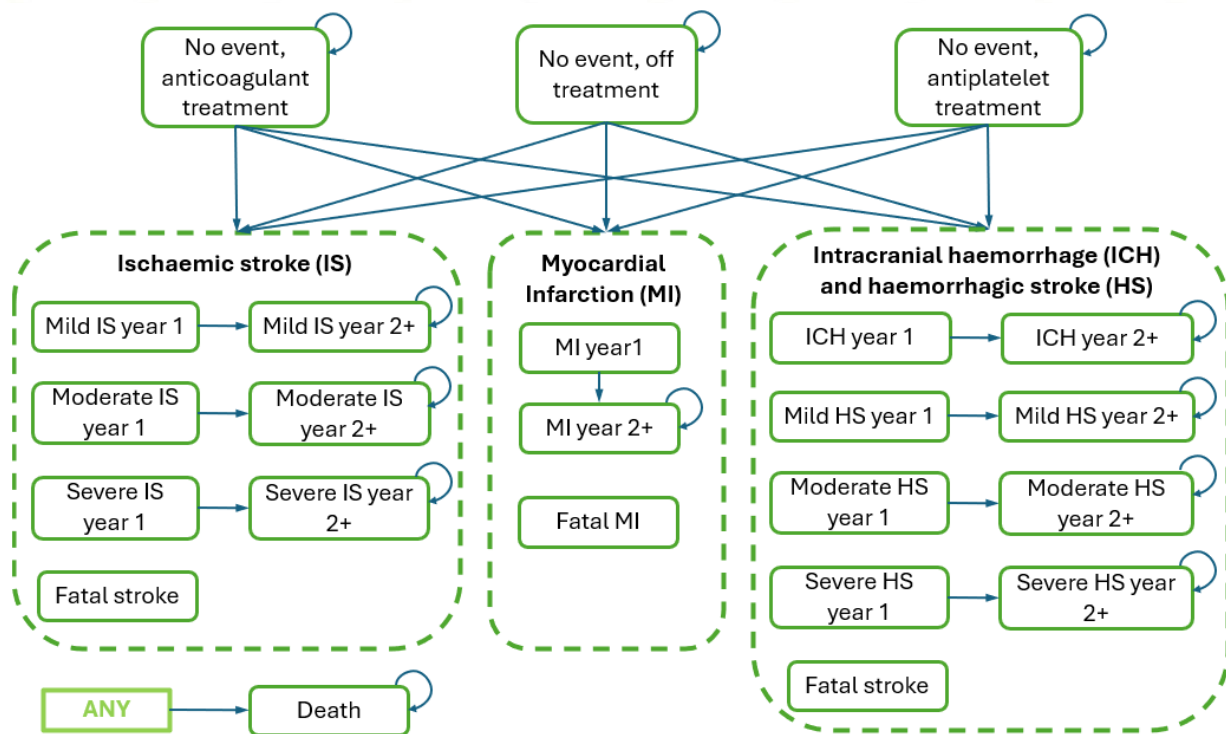 No event,
anticoagulant
treatment
No event, off
treatment
No event,
antiplatelet
treatment
Ischaemic stroke (IS)
Mild IS year 1
Mild IS year 2+
Moderate IS
year 1
Moderate IS
year 2+
Severe IS
year 1
Severe IS year
2+
Fatal stroke
Myocardial
Infarction (MI)
MI year1
MI year 2+
Fatal MI
Intracranial haemorrhage (ICH)
and haemorrhagic stroke (HS)
ICH year 1
ICH year 2+
Mild HS year 1
Mild HS year 2+
Moderate HS
year 1
Moderate HS
year 2+
Severe HS
year 1
Severe HS year
2+
Fatal stroke
ANY
Death